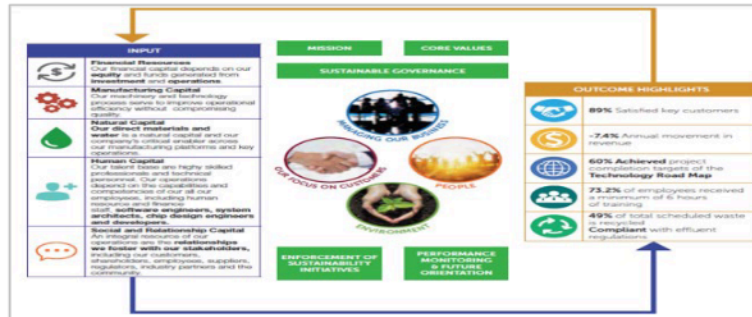 INPUT
Financial Resources
Our financial capital depends on our
equity and funds generated from
investment and operations.
Manufacturing Capital
Our machinery and technology
process serve to improve operational
efficiency without compromising
quality.
Natural Capital
Our direct materials and
water is a natural capital and our
company's critical enabler across
our manufacturing platforms and key
operations.
Human Capital
Our talent base are highly skilled
professionals and technical
personnel. Our operations
depend on the capabilities and
competencies of our all our
employees, including human
resource and finance
staff, software engineers, system
architects, chip design engineers
and developers.
Social and Relationship Capital
An integral resource of our
operations are the relationships
we foster with our stakeholders,
including our customers,
shareholders, employees, suppliers,
regulators, industry partners and the
community.
MISSION
CORE VALUES
SUSTAINABLE GOVERNANCE
MANAGING OUR BUSINESS
OUR FOCUS ON CUSTOMERS
PEOPLE
ENVIRONMENT
ENFORCEMENT OF
SUSTAINABILITY
INITIATIVES
PERFORMANCE
MONITORING
& FUTURE
ORIENTATION
OUTCOME HIGHLIGHTS
89% Satisfied key customers
-7.4% Annual movement in
revenue
60% Achieved project
completion targets of the
Technology Road Map
73.2% of employees received
a minimum of 6 hours
of training
49% of total scheduled waste
is recycled
Compliant with effluent
regulations